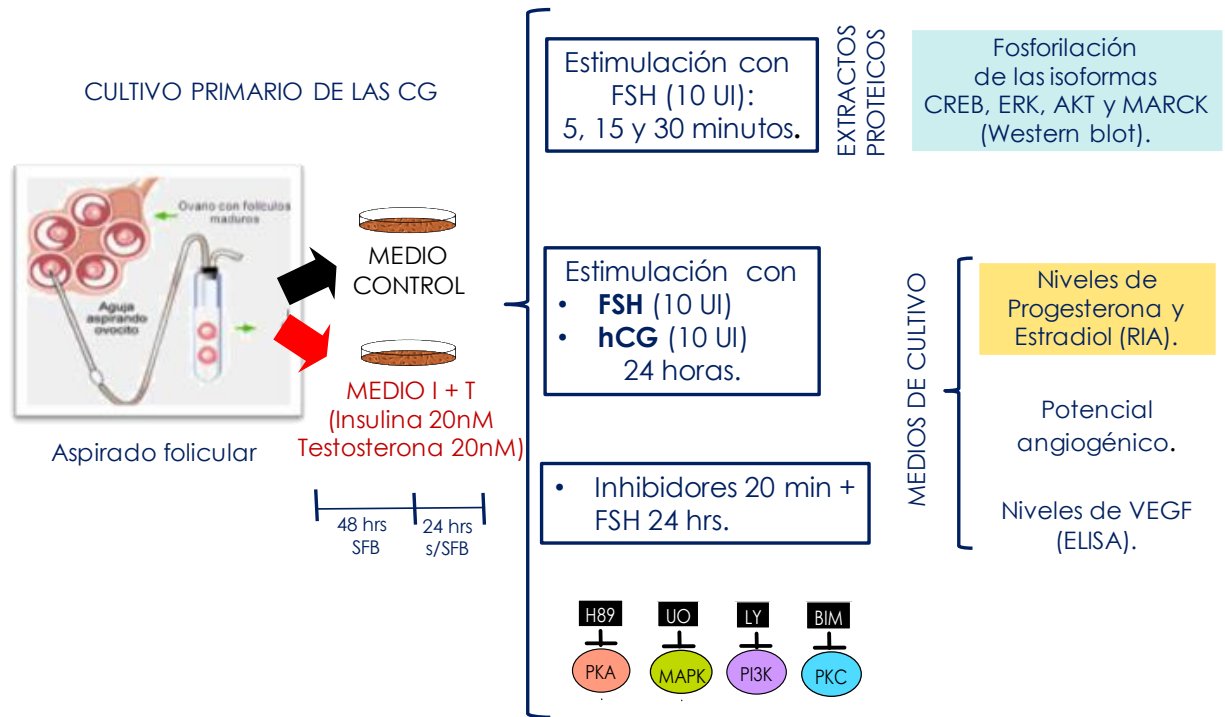 CULTIVO PRIMARIO DE LAS CG
Ovario con folículos
maduros
Aguja
aspirando
ovocito
Aspirado folicular
MEDIO
CONTROL
MEDIO I + T
(Insulina 20nM
Testosterona 20nM)
48 hrs
SFB
24 hrs
s/SFB
Estimulación con
FSH (10 UI):
5, 15 y 30 minutos.
EXTRACTOS
PROTEICOS
Fosforilación
de las isoformas
CREB, ERK, AKT y MARCK
(Western blot).
Estimulación con
• FSH (10 UI)
• hCG (10 UI)
24 horas.
• Inhibidores 20 min +
FSH 24 hrs.
MEDIOS DE CULTIVO
Niveles de
Progesterona y
Estradiol (RIA).
Potencial
angiogénico.
Niveles de VEGF
(ELISA).
H89
UO
LY
BIM
PKA
MAPK
PI3K
PKC